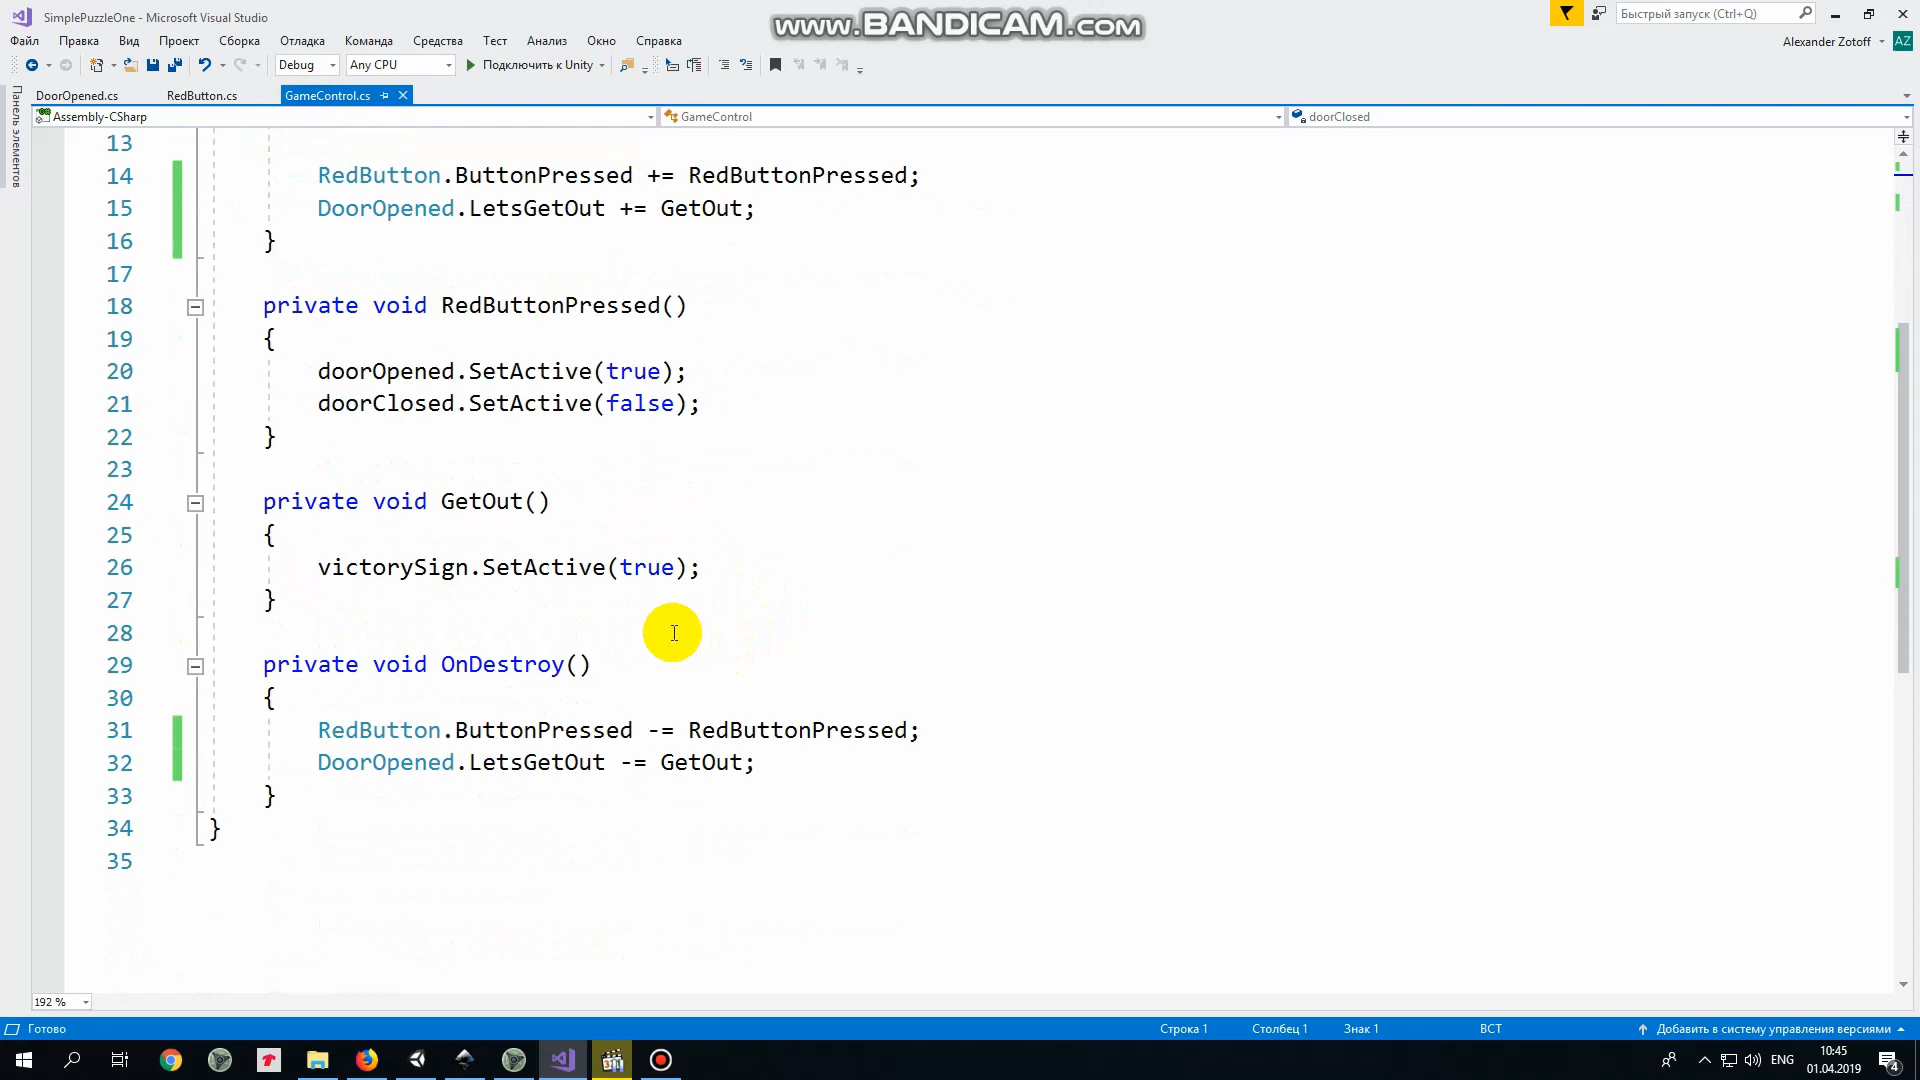 SimplePuzzleOne - Microsoft Visual Studio
www.BANDICAM.com
Быстрый запуск (Ctrl+Q)
Файл Правка Вид Проект Сборка Отладка Команда Средства Тест Анализ Окно Справка
Alexander Zotoff AZ
Debug Any CPU Подключить к Unity
Панель элементов
DoorOpened.cs RedButton.cs GameControl.cs
Assembly-CSharp GameControl doorClosed
13
14 RedButton.ButtonPressed += RedButtonPressed;
15 DoorOpened.LetsGetOut += GetOut;
16 }
17
18 private void RedButtonPressed()
19 {
20 doorOpened.SetActive(true);
21 doorClosed.SetActive(false);
22 }
23
24 private void GetOut()
25 {
26 victorySign.SetActive(true);
27 }
28
29 private void OnDestroy()
30 {
31 RedButton.ButtonPressed -= RedButtonPressed;
32 DoorOpened.LetsGetOut -= GetOut;
33 }
34 }
35
192 %
Готово Строка 1 Столбец 1 Знак 1 ВСТ Добавить в систему управления версиями
ENG 10:45
01.04.2019
4